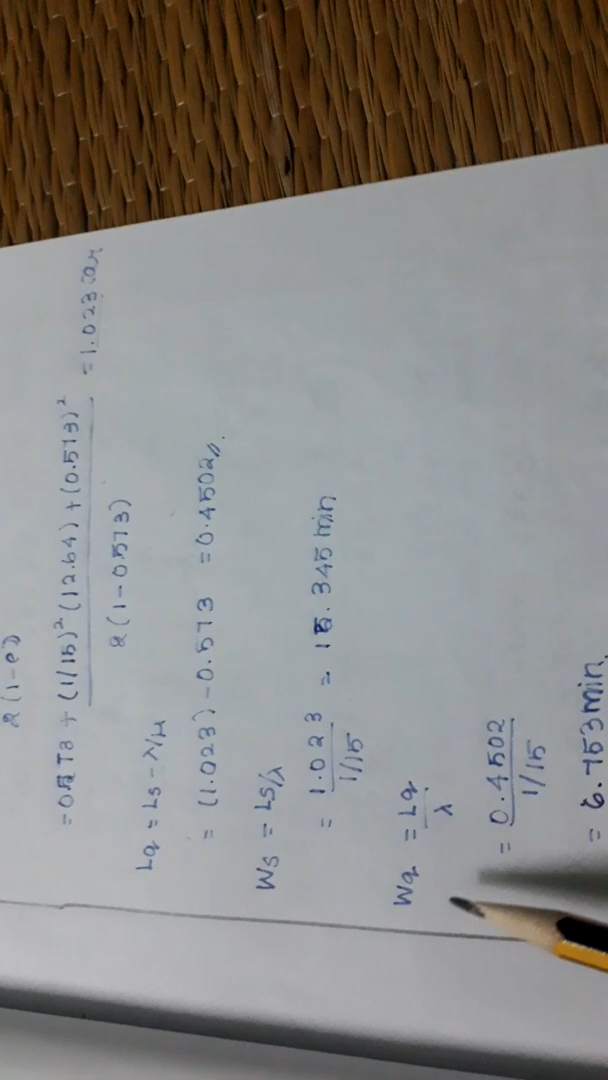 2(1-ρ)
= 0.573 + (1/15)² (12.64) + (0.573)² = 1.023 car
2(1-0.573)
Lq = Ls - λ/μ
= (1.023) - 0.573 = 0.4502//.
Ws = Ls/λ
= 1.023 = 15.345 min
1/15
Wq = Lq
λ
= 0.4502
1/15
= 6.753 min